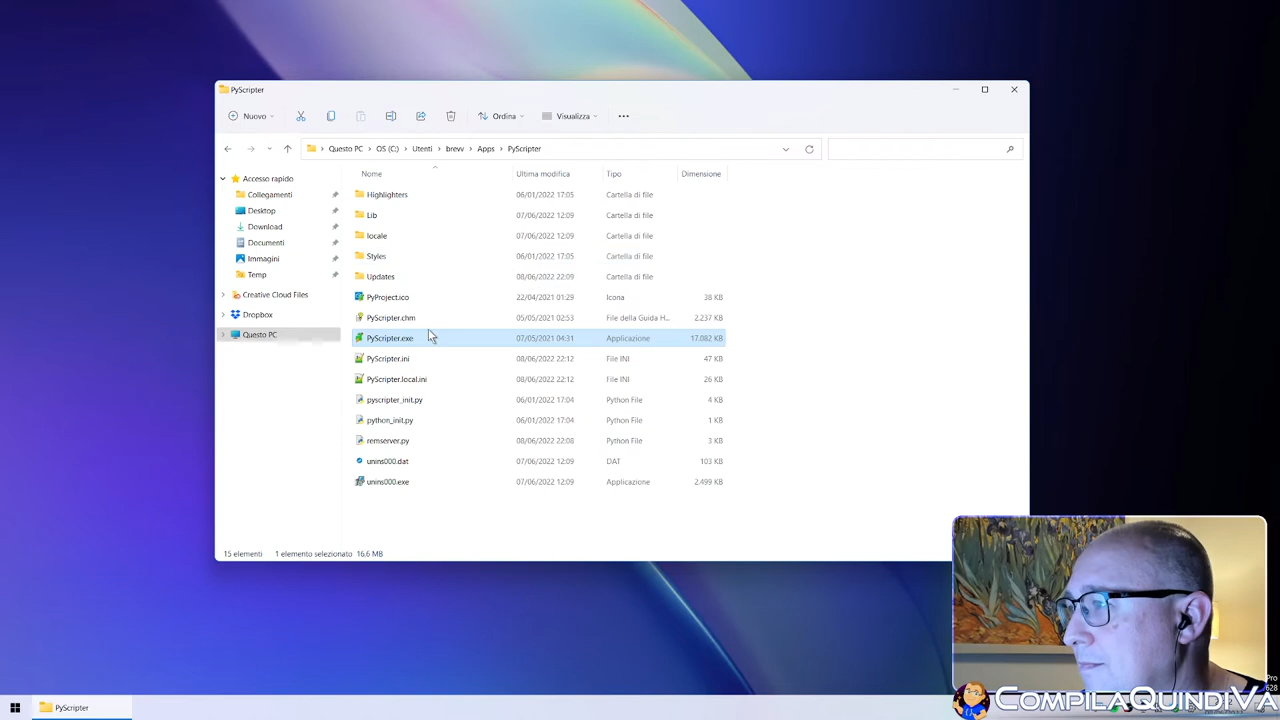 PyScripter
Nuovo
Ordina
Visualizza
Questo PC > OS (C:) > Utenti > brevv > Apps > PyScripter
Nome Ultima modifica Tipo Dimensione
Accesso rapido
Collegamenti
Desktop
Download
Documenti
Immagini
Temp
Creative Cloud Files
Dropbox
Questo PC
Highlighters 06/01/2022 17:05 Cartella di file
Lib 07/06/2022 12:09 Cartella di file
locale 07/06/2022 12:09 Cartella di file
Styles 06/01/2022 17:05 Cartella di file
Updates 08/06/2022 22:09 Cartella di file
PyProject.ico 22/04/2021 01:29 Icona 38 KB
PyScripter.chm 05/05/2021 02:53 File della Guida H... 2.237 KB
PyScripter.exe 07/05/2021 04:31 Applicazione 17.082 KB
PyScripter.ini 08/06/2022 22:12 File INI 47 KB
PyScripter.local.ini 08/06/2022 22:12 File INI 26 KB
pyscripter_init.py 06/01/2022 17:04 Python File 4 KB
python_init.py 06/01/2022 17:04 Python File 1 KB
remserver.py 08/06/2022 22:08 Python File 3 KB
unins000.dat 07/06/2022 12:09 DAT 103 KB
unins000.exe 07/06/2022 12:09 Applicazione 2.499 KB
15 elementi 1 elemento selezionato 16,6 MB
Pro
628
CompilaQuindiVa
PyScripter